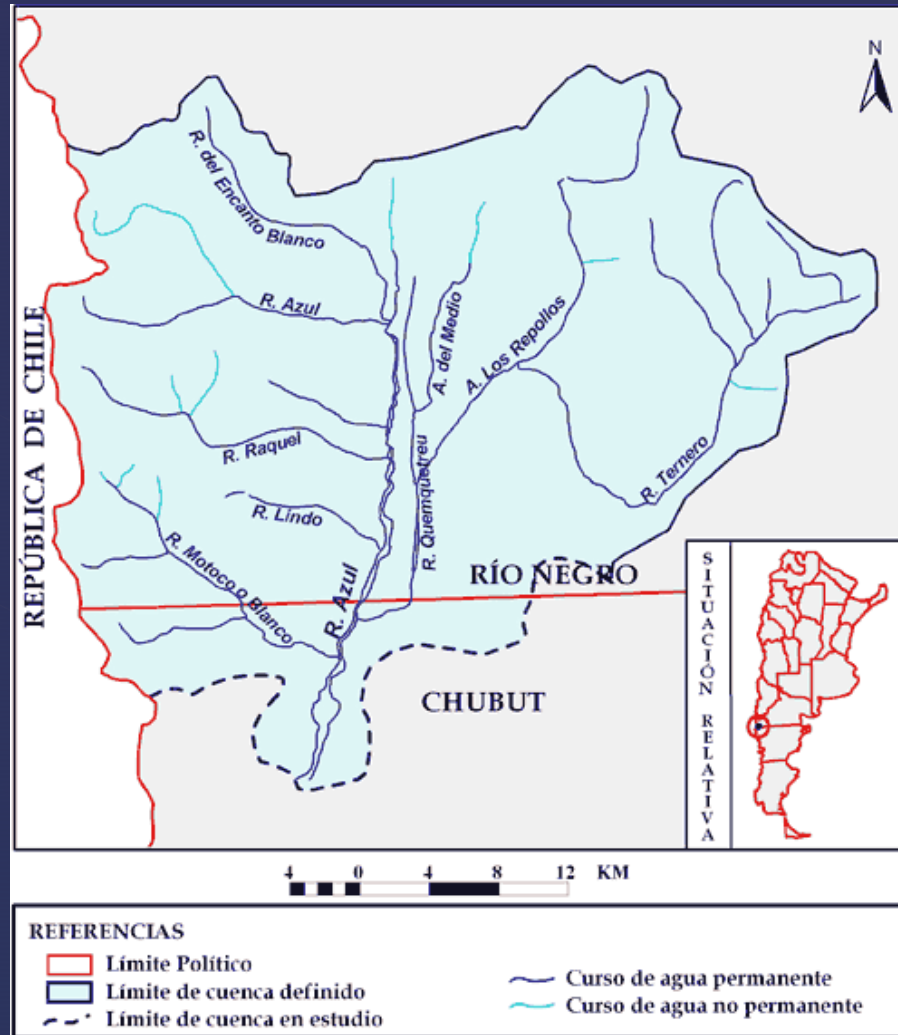 N
R. del Encanto Blanco
R. Azul
A. del Medio
A. Los Repollos
R. Raquel
R. Quemquetreu
R. Ternero
R. Lindo
R. Motoco o Blanco
R. Azul
REPÚBLICA DE CHILE
RÍO NEGRO
CHUBUT
SITUACIÓN RELATIVA
4 0 4 8 12 KM
REFERENCIAS
Límite Político
Límite de cuenca definido
Límite de cuenca en estudio
Curso de agua permanente
Curso de agua no permanente